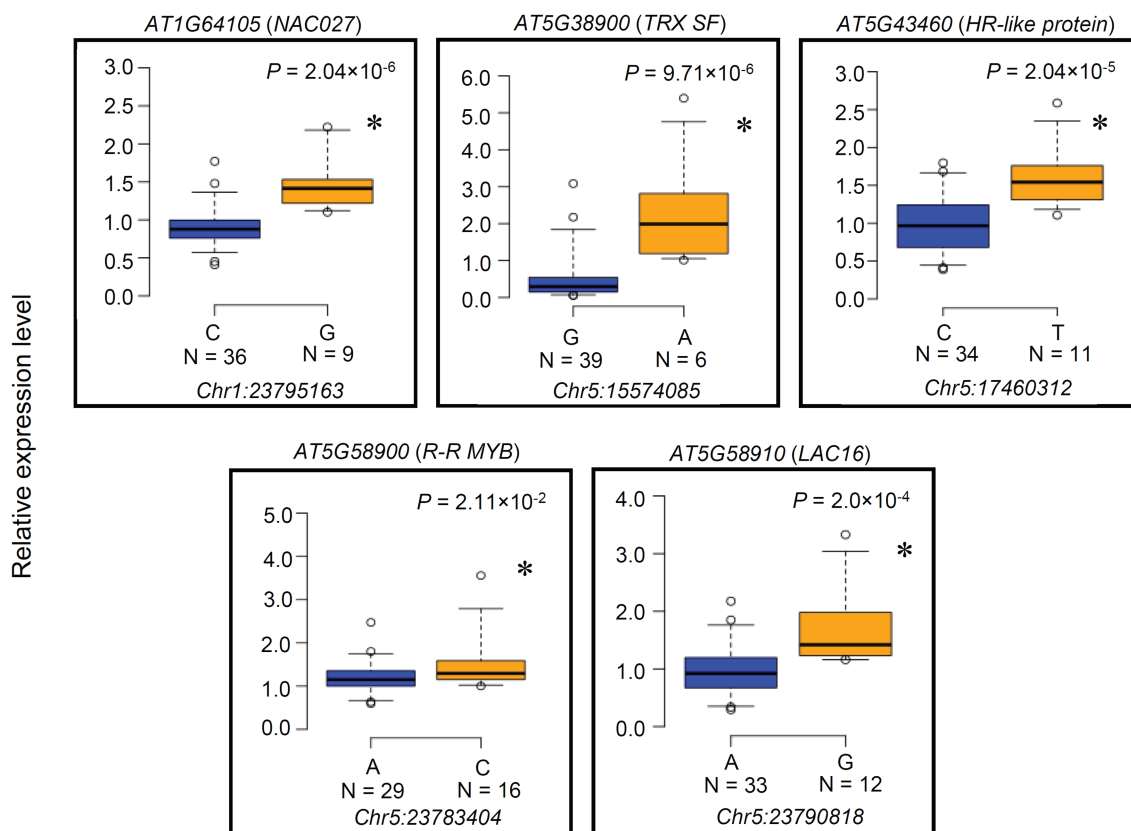 Relative expression level
AT1G64105 (NAC027)
P = 2.04×10-6
*
3.0
2.5
2.0
1.5
1.0
0.5
0.0
C G
N = 36 N = 9
Chr1:23795163
AT5G38900 (TRX SF)
P = 9.71×10-6
*
6.0
5.0
4.0
3.0
2.0
1.0
0.0
G A
N = 39 N = 6
Chr5:15574085
AT5G43460 (HR-like protein)
P = 2.04×10-5
*
3.0
2.5
2.0
1.5
1.0
0.5
0.0
C T
N = 34 N = 11
Chr5:17460312
AT5G58900 (R-R MYB)
P = 2.11×10-2
*
5.0
4.0
3.0
2.0
1.0
0.0
A C
N = 29 N = 16
Chr5:23783404
AT5G58910 (LAC16)
P = 2.0×10-4
*
4.0
3.0
2.0
1.0
0.0
A G
N = 33 N = 12
Chr5:23790818